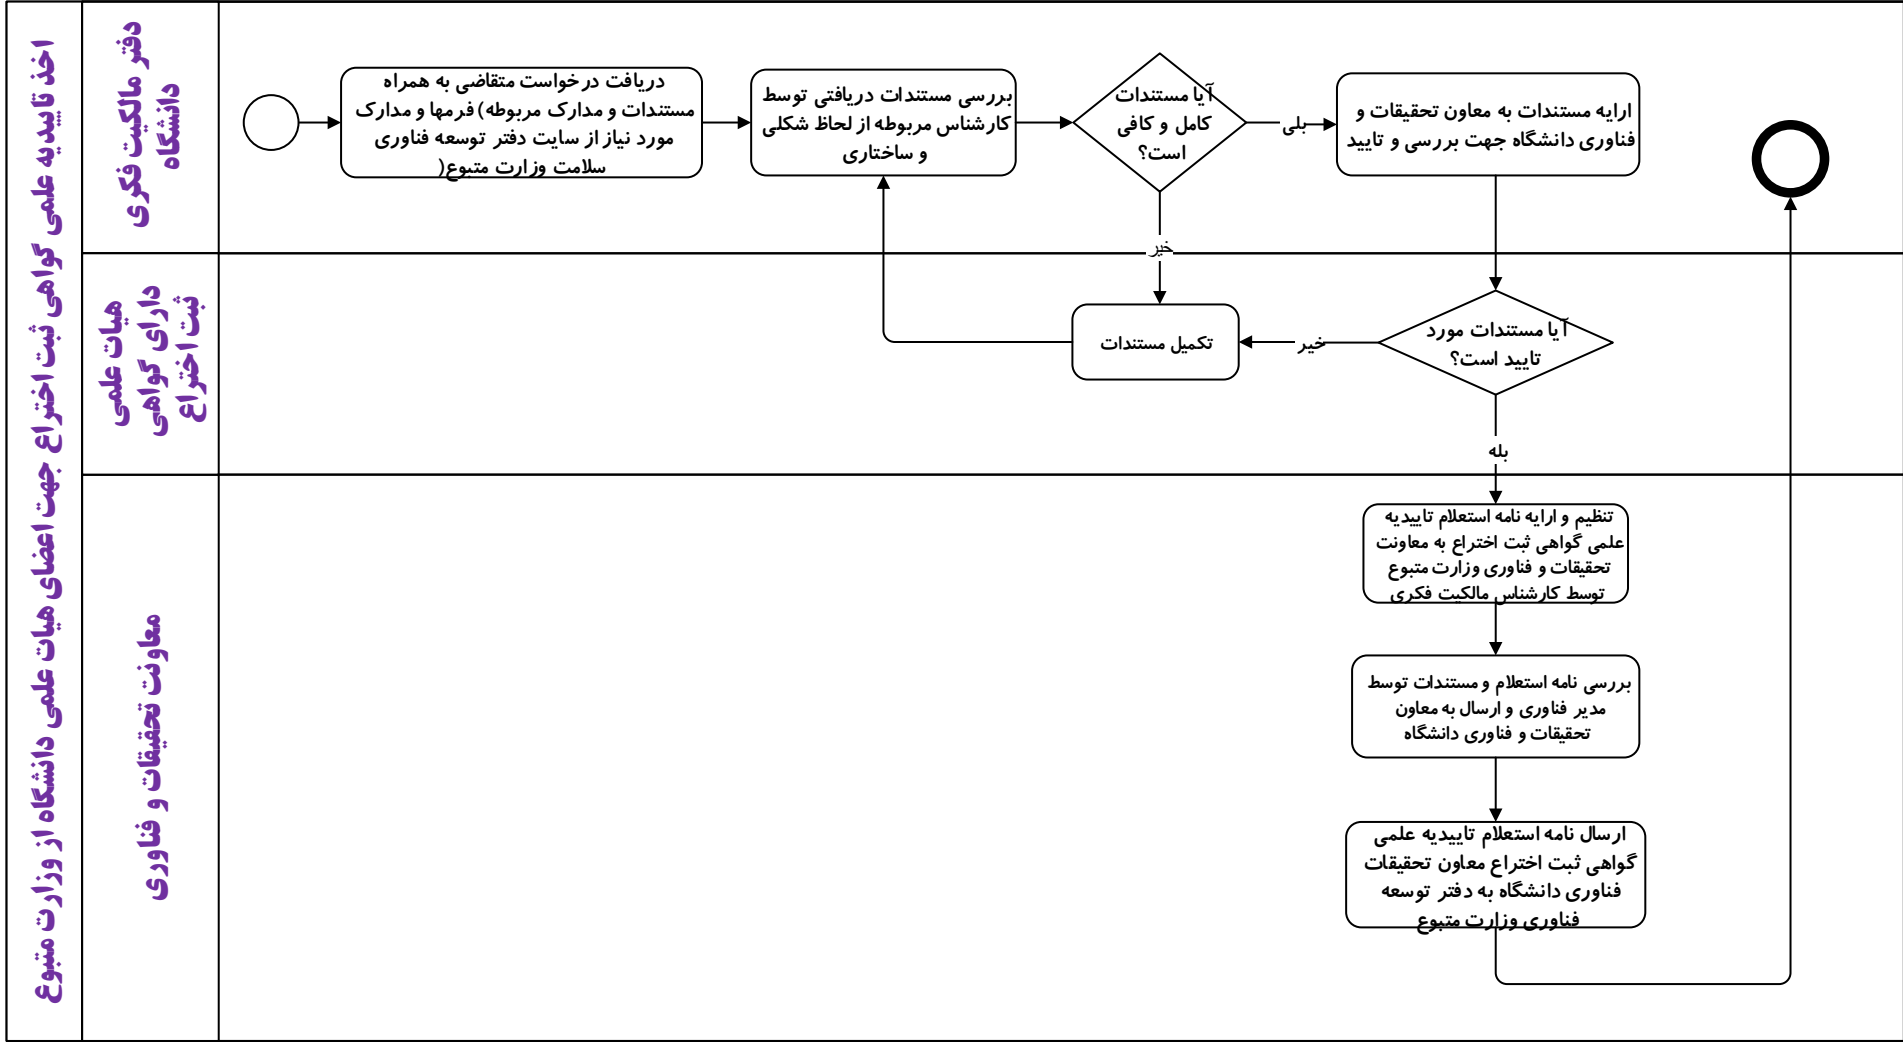 اخذ تاییدیه علمی گواهی ثبت اختراع جهت اعضای هیات علمی دانشگاه از وزارت متبوع
دفتر مالکیت فکری
دانشگاه
دریافت درخواست متقاضی به همراه
مستندات و مدارک مربوطه)فرمها و مدارک
مورد نیاز از سایت دفتر توسعه فناوری
سلامت وزارت متبوع(
بررسی مستندات دریافتی توسط
کارشناس مربوطه از لحاظ شکلی
و ساختاری
آیا مستندات
کامل و کافی
است؟
بلی
ارایه مستندات به معاون تحقیقات و
فناوری دانشگاه جهت بررسی و تایید
خیر
هیات علمی
دارای گواهی
ثبت اختراع
تکمیل مستندات
خیر
آیا مستندات مورد
تایید است؟
بله
معاونت تحقیقات و فناوری
تنظیم و ارایه نامه استعلام تاییدیه
علمی گواهی ثبت اختراع به معاونت
تحقیقات و فناوری وزارت متبوع
توسط کارشناس مالکیت فکری
بررسی نامه استعلام و مستندات توسط
مدیر فناوری و ارسال به معاون
تحقیقات و فناوری دانشگاه
ارسال نامه استعلام تاییدیه علمی
گواهی ثبت اختراع معاون تحقیقات
فناوری دانشگاه به دفتر توسعه
فناوری وزارت متبوع